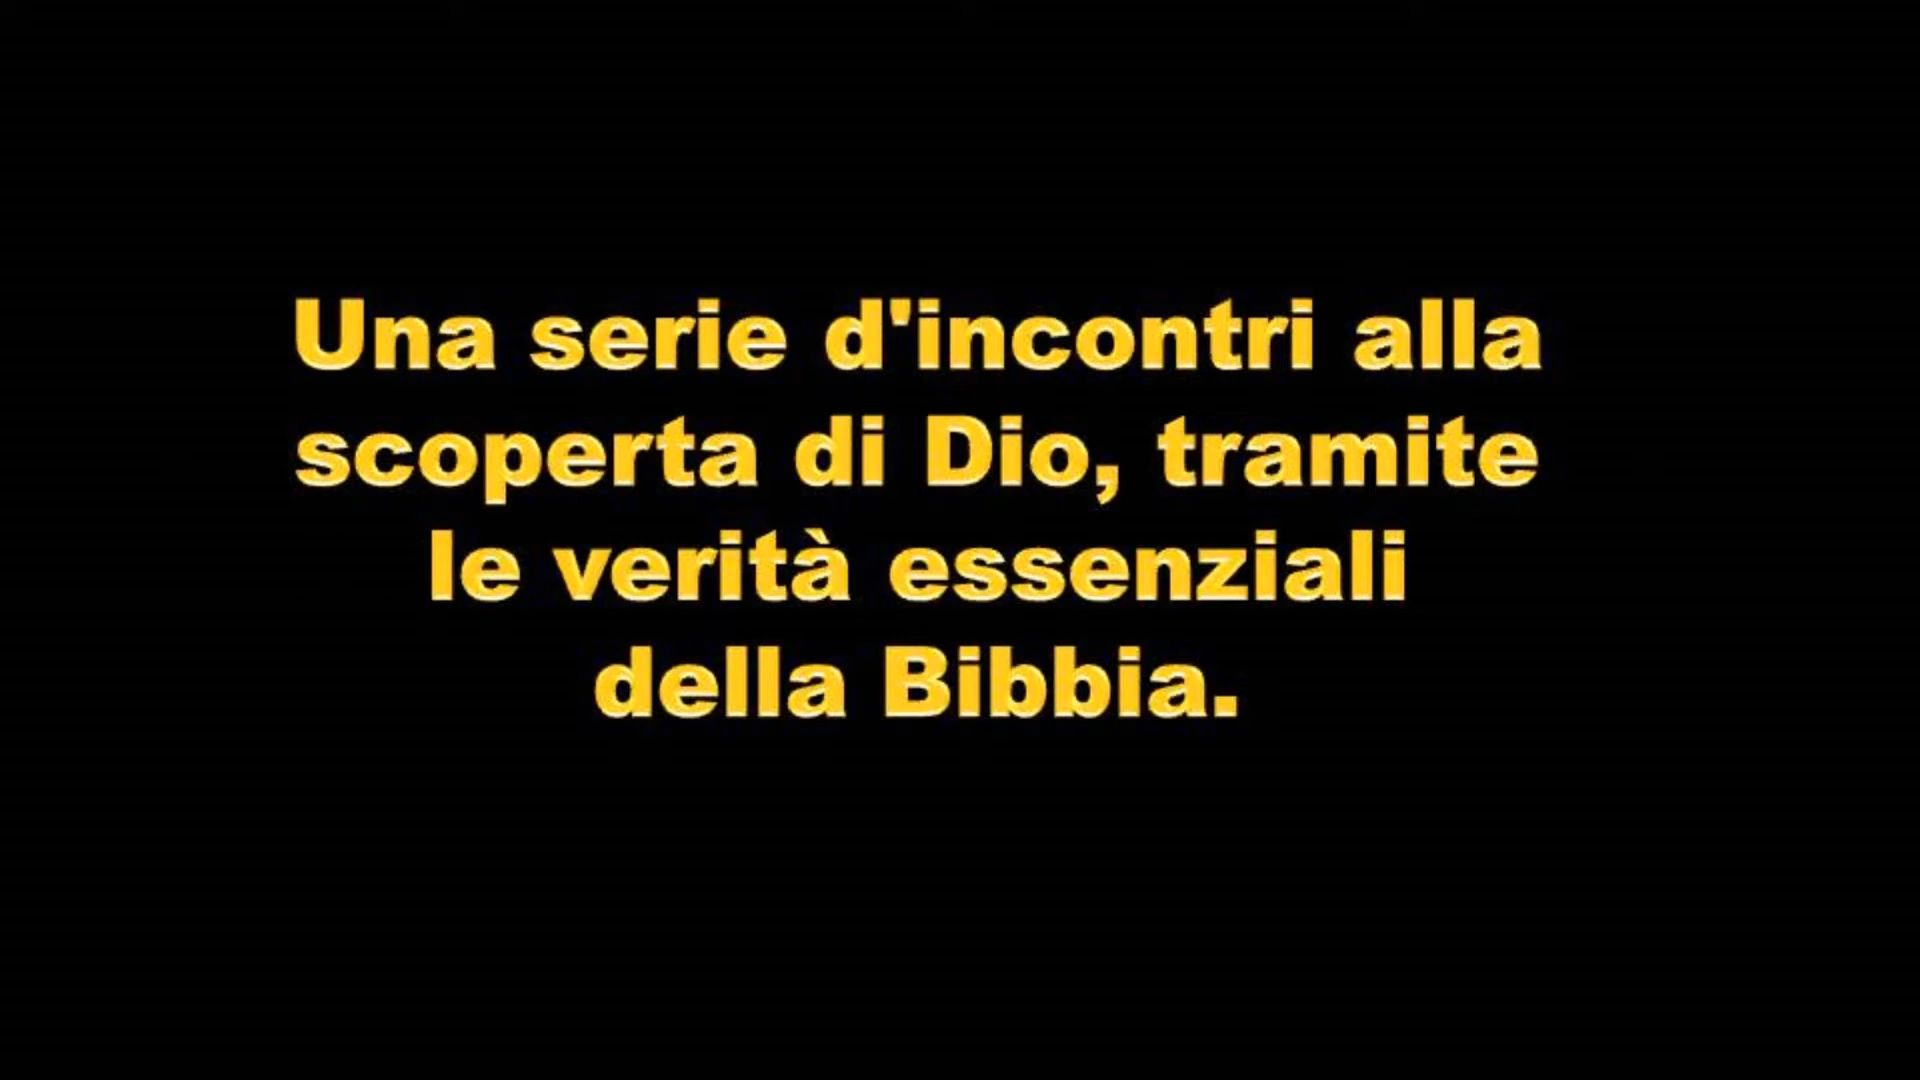 Una serie d'incontri alla
scoperta di Dio, tramite
le verità essenziali
della Bibbia.